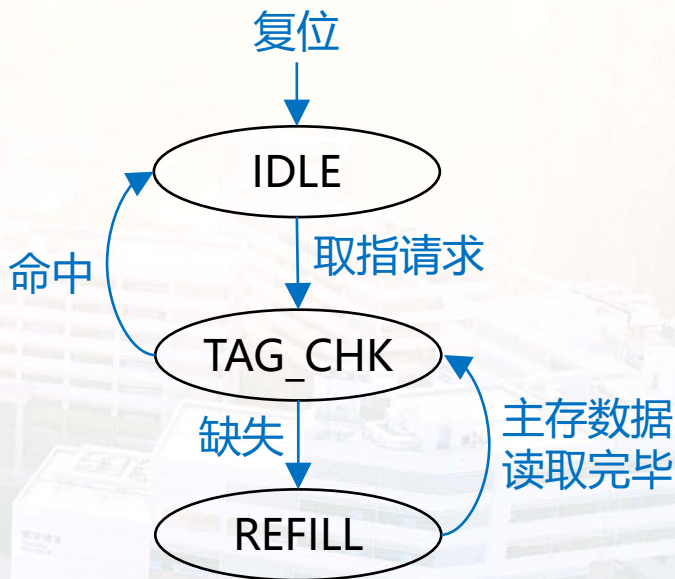 复位
IDLE
取指请求
命中
TAG_CHK
缺失
主存数据
读取完毕
REFILL